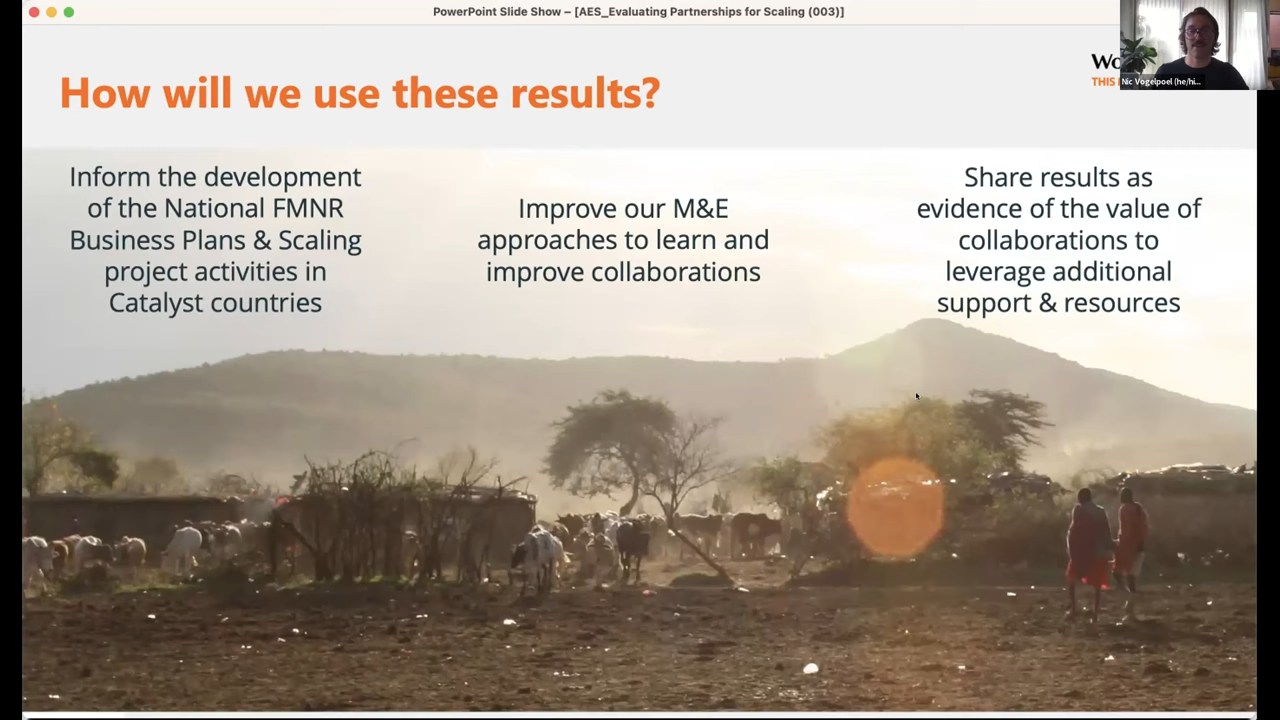 PowerPoint Slide Show – [AES_Evaluating Partnerships for Scaling (003)]
How will we use these results?
Wo
THIS
Nic Vogelpoel (he/hi...
Inform the development
of the National FMNR
Business Plans & Scaling
project activities in
Catalyst countries
Improve our M&E
approaches to learn and
improve collaborations
Share results as
evidence of the value of
collaborations to
leverage additional
support & resources